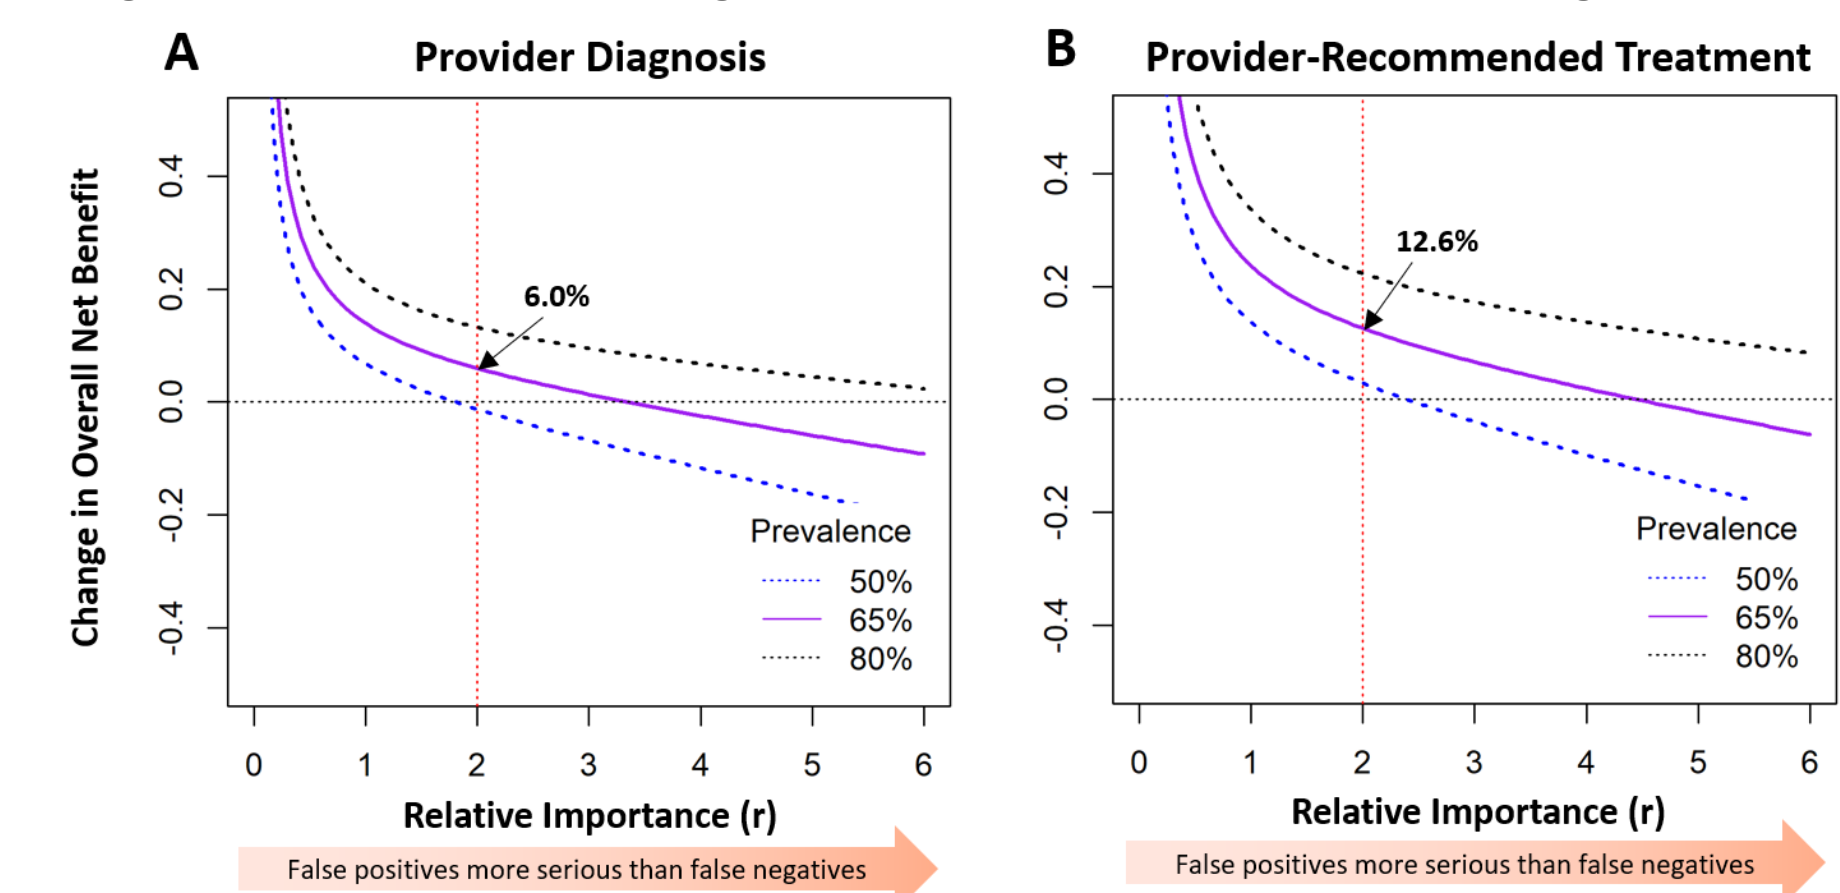 A
Provider Diagnosis
Change in Overall Net Benefit
0.4
0.2
0.0
-0.2
-0.4
6.0%
Prevalence
50%
65%
80%
0 1 2 3 4 5 6
Relative Importance (r)
False positives more serious than false negatives
B
Provider-Recommended Treatment
0.4
0.2
0.0
-0.2
-0.4
12.6%
Prevalence
50%
65%
80%
0 1 2 3 4 5 6
Relative Importance (r)
False positives more serious than false negatives